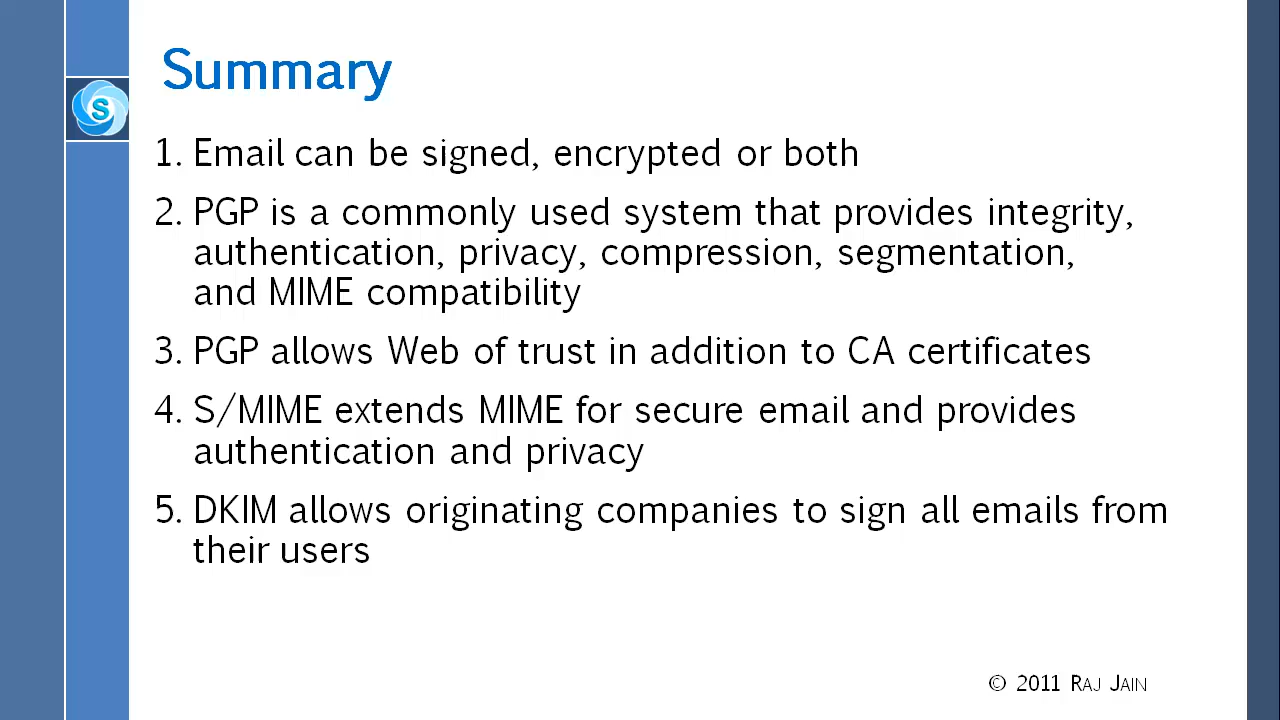 Summary
S
1. Email can be signed, encrypted or both
2. PGP is a commonly used system that provides integrity,
authentication, privacy, compression, segmentation,
and MIME compatibility
3. PGP allows Web of trust in addition to CA certificates
4. S/MIME extends MIME for secure email and provides
authentication and privacy
5. DKIM allows originating companies to sign all emails from
their users
© 2011 RAJ JAIN